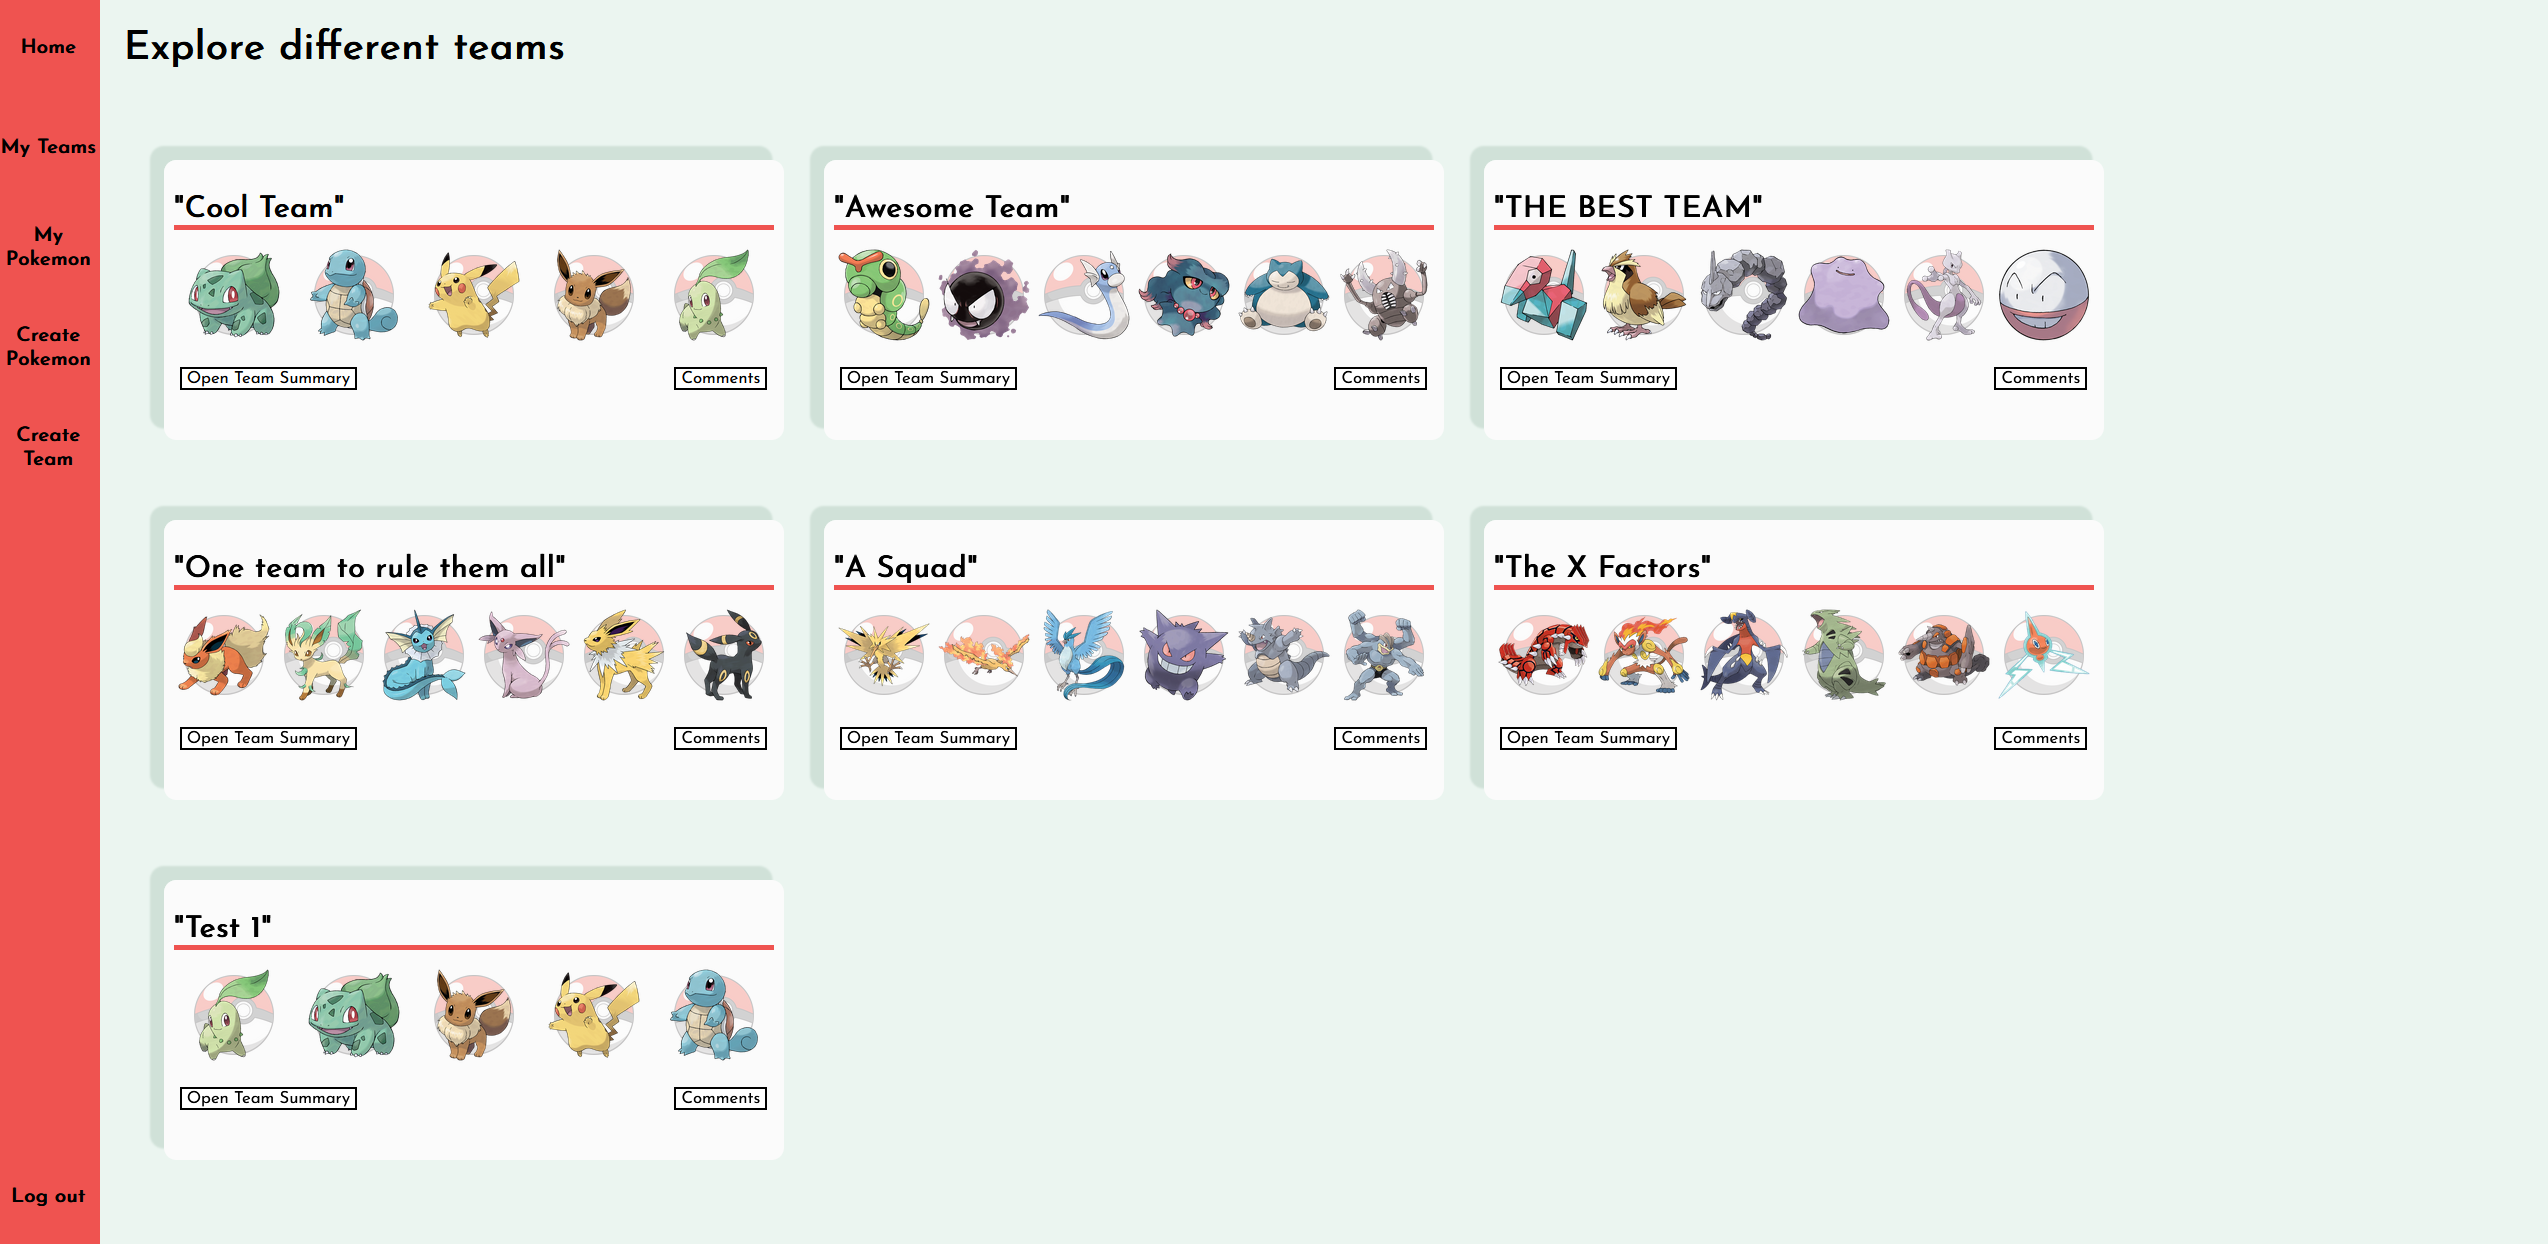 Home
My Teams
My
Pokemon
Create
Pokemon
Create
Team
Log out
Explore different teams
"Cool Team"
Open Team Summary
Comments
"Awesome Team"
Open Team Summary
Comments
"THE BEST TEAM"
Open Team Summary
Comments
"One team to rule them all"
Open Team Summary
Comments
"A Squad"
Open Team Summary
Comments
"The X Factors"
Open Team Summary
Comments
"Test 1"
Open Team Summary
Comments